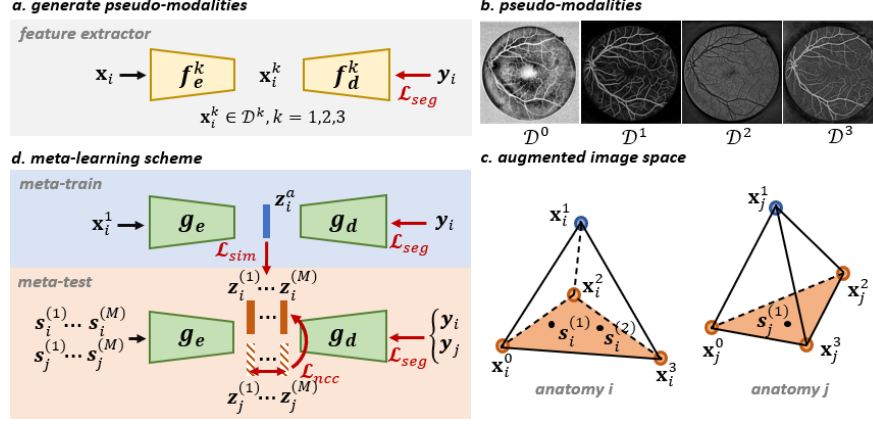 a. generate pseudo-modalities
feature extractor
x_i f_e^k x_i^k f_d^k y_i
ℒ_seg
x_i^k ∈ 𝒟^k, k = 1,2,3
b. pseudo-modalities
𝒟^0 𝒟^1 𝒟^2 𝒟^3
d. meta-learning scheme
meta-train
z_i^a
x_i^1 g_e g_d y_i
ℒ_sim ℒ_seg
meta-test
z_i^(1) ... z_i^(M)
s_i^(1) ... s_i^(M)
s_j^(1) ... s_j^(M)
g_e ... g_d y_i
... y_j
ℒ_seg
ℒ_ncc
z_j^(1) ... z_j^(M)
c. augmented image space
x_i^1 x_j^1
x_i^2 x_j^2
s_i^(1) s_i^(2) s_j^(1)
x_i^0 x_i^3 x_j^0 x_j^3
anatomy i anatomy j